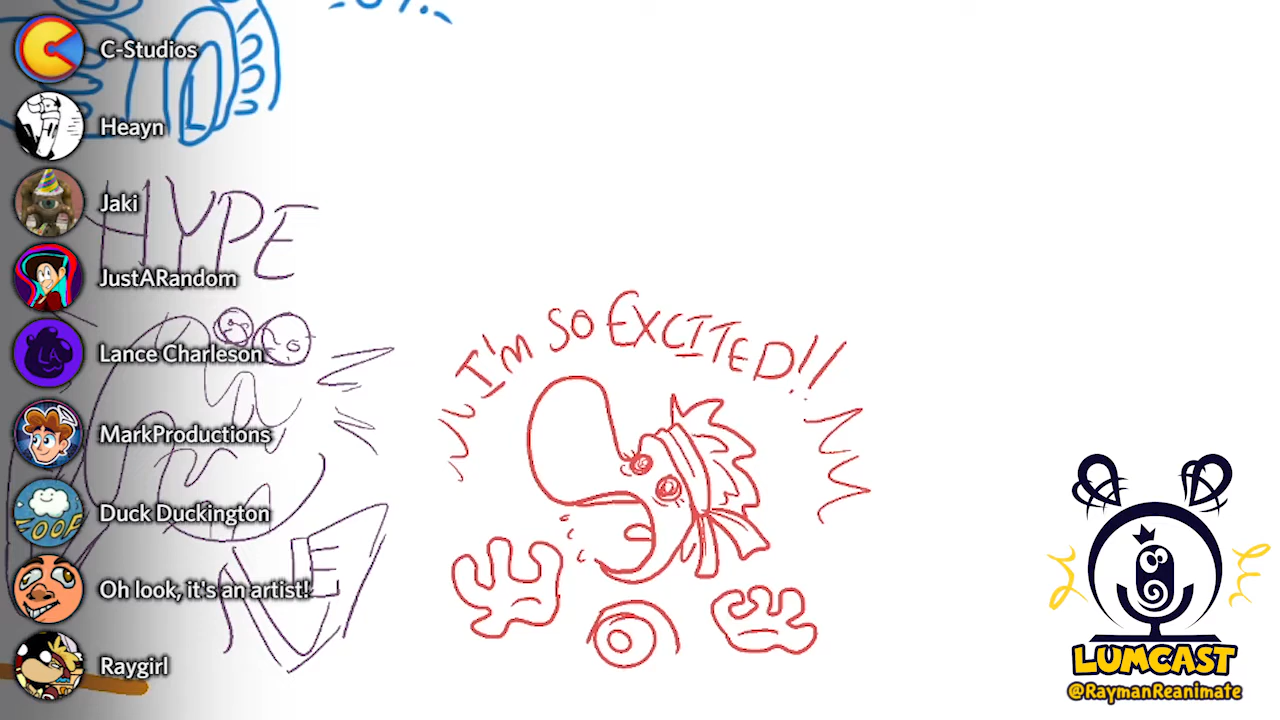 C-Studios
Heayn
HYPE
Jaki
JustARandom
I'M SO EXCITED!!
Lance Charleson
MarkProductions
FOOP
Duck Duckington
Oh look, it's an artist!
Raygirl
LUMCAST
@RaymanReanimate